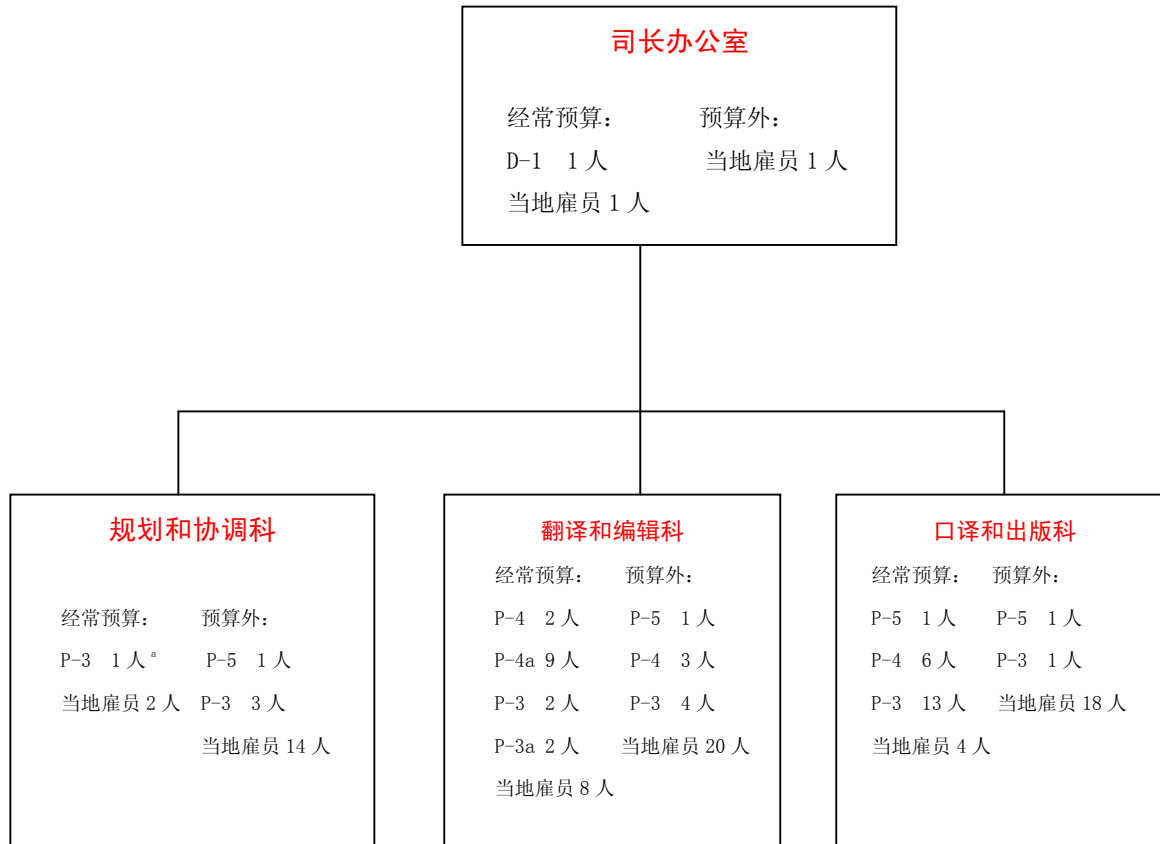 司长办公室
经常预算： 预算外：
D-1 1 人 当地雇员 1 人
当地雇员 1 人
规划和协调科
经常预算： 预算外：
P-3 1 人 a P-5 1 人
当地雇员 2 人 P-3 3 人
当地雇员 14 人
翻译和编辑科
经常预算： 预算外：
P-4 2 人 P-5 1 人
P-4a 9 人 P-4 3 人
P-3 2 人 P-3 4 人
P-3a 2 人 当地雇员 20 人
当地雇员 8 人
口译和出版科
经常预算： 预算外：
P-5 1 人 P-5 1 人
P-4 6 人 P-3 1 人
P-3 13 人 当地雇员 18 人
当地雇员 4 人